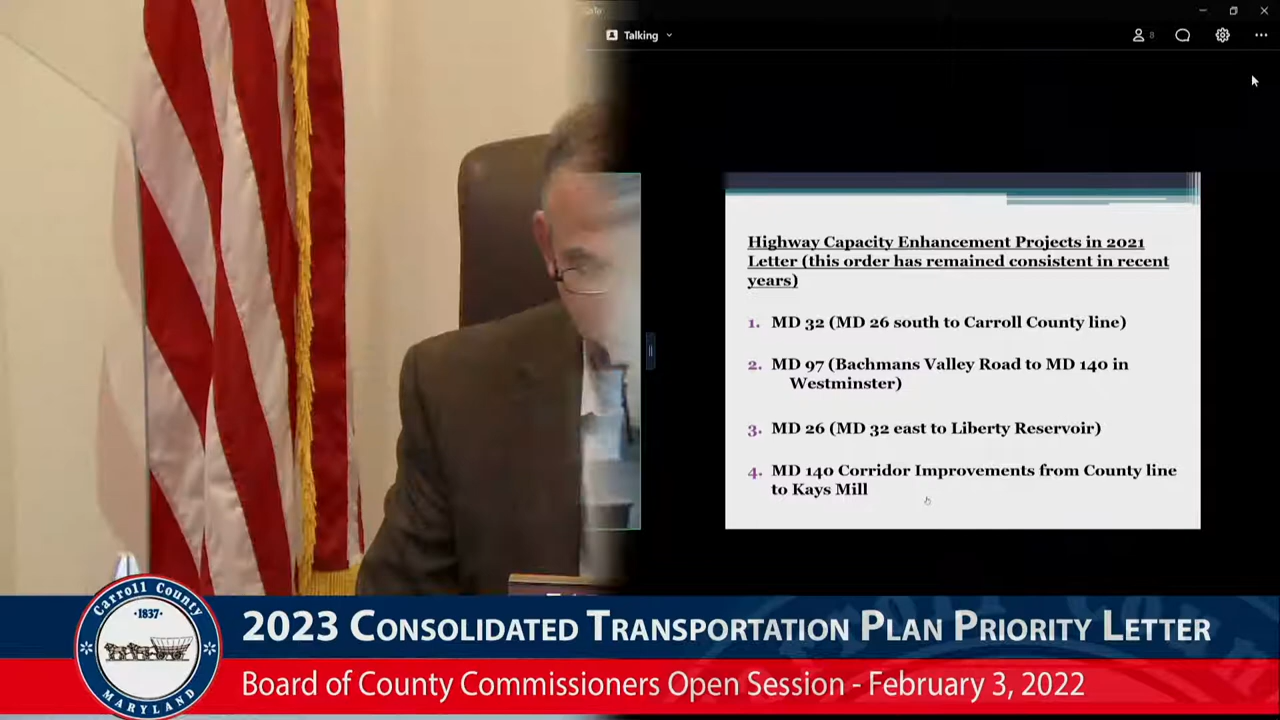 Talking
8
Highway Capacity Enhancement Projects in 2021
Letter (this order has remained consistent in recent
years)
1. MD 32 (MD 26 south to Carroll County line)
2. MD 97 (Bachmans Valley Road to MD 140 in
Westminster)
3. MD 26 (MD 32 east to Liberty Reservoir)
4. MD 140 Corridor Improvements from County line
to Kays Mill
Carroll County
·1837·
MARYLAND
2023 CONSOLIDATED TRANSPORTATION PLAN PRIORITY LETTER
Board of County Commissioners Open Session - February 3, 2022